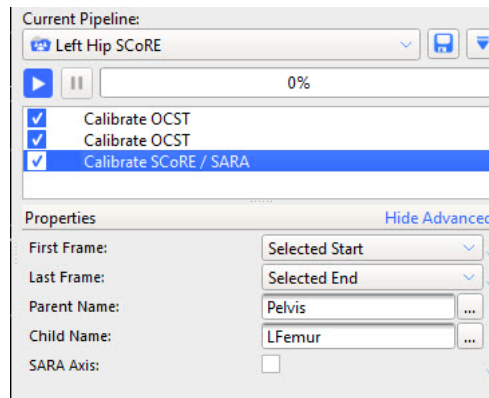 Current Pipeline:
Left Hip SCoRE
0%
Calibrate OCST
Calibrate OCST
Calibrate SCoRE / SARA
Properties Hide Advanced
First Frame: Selected Start
Last Frame: Selected End
Parent Name: Pelvis ...
Child Name: LFemur ...
SARA Axis: